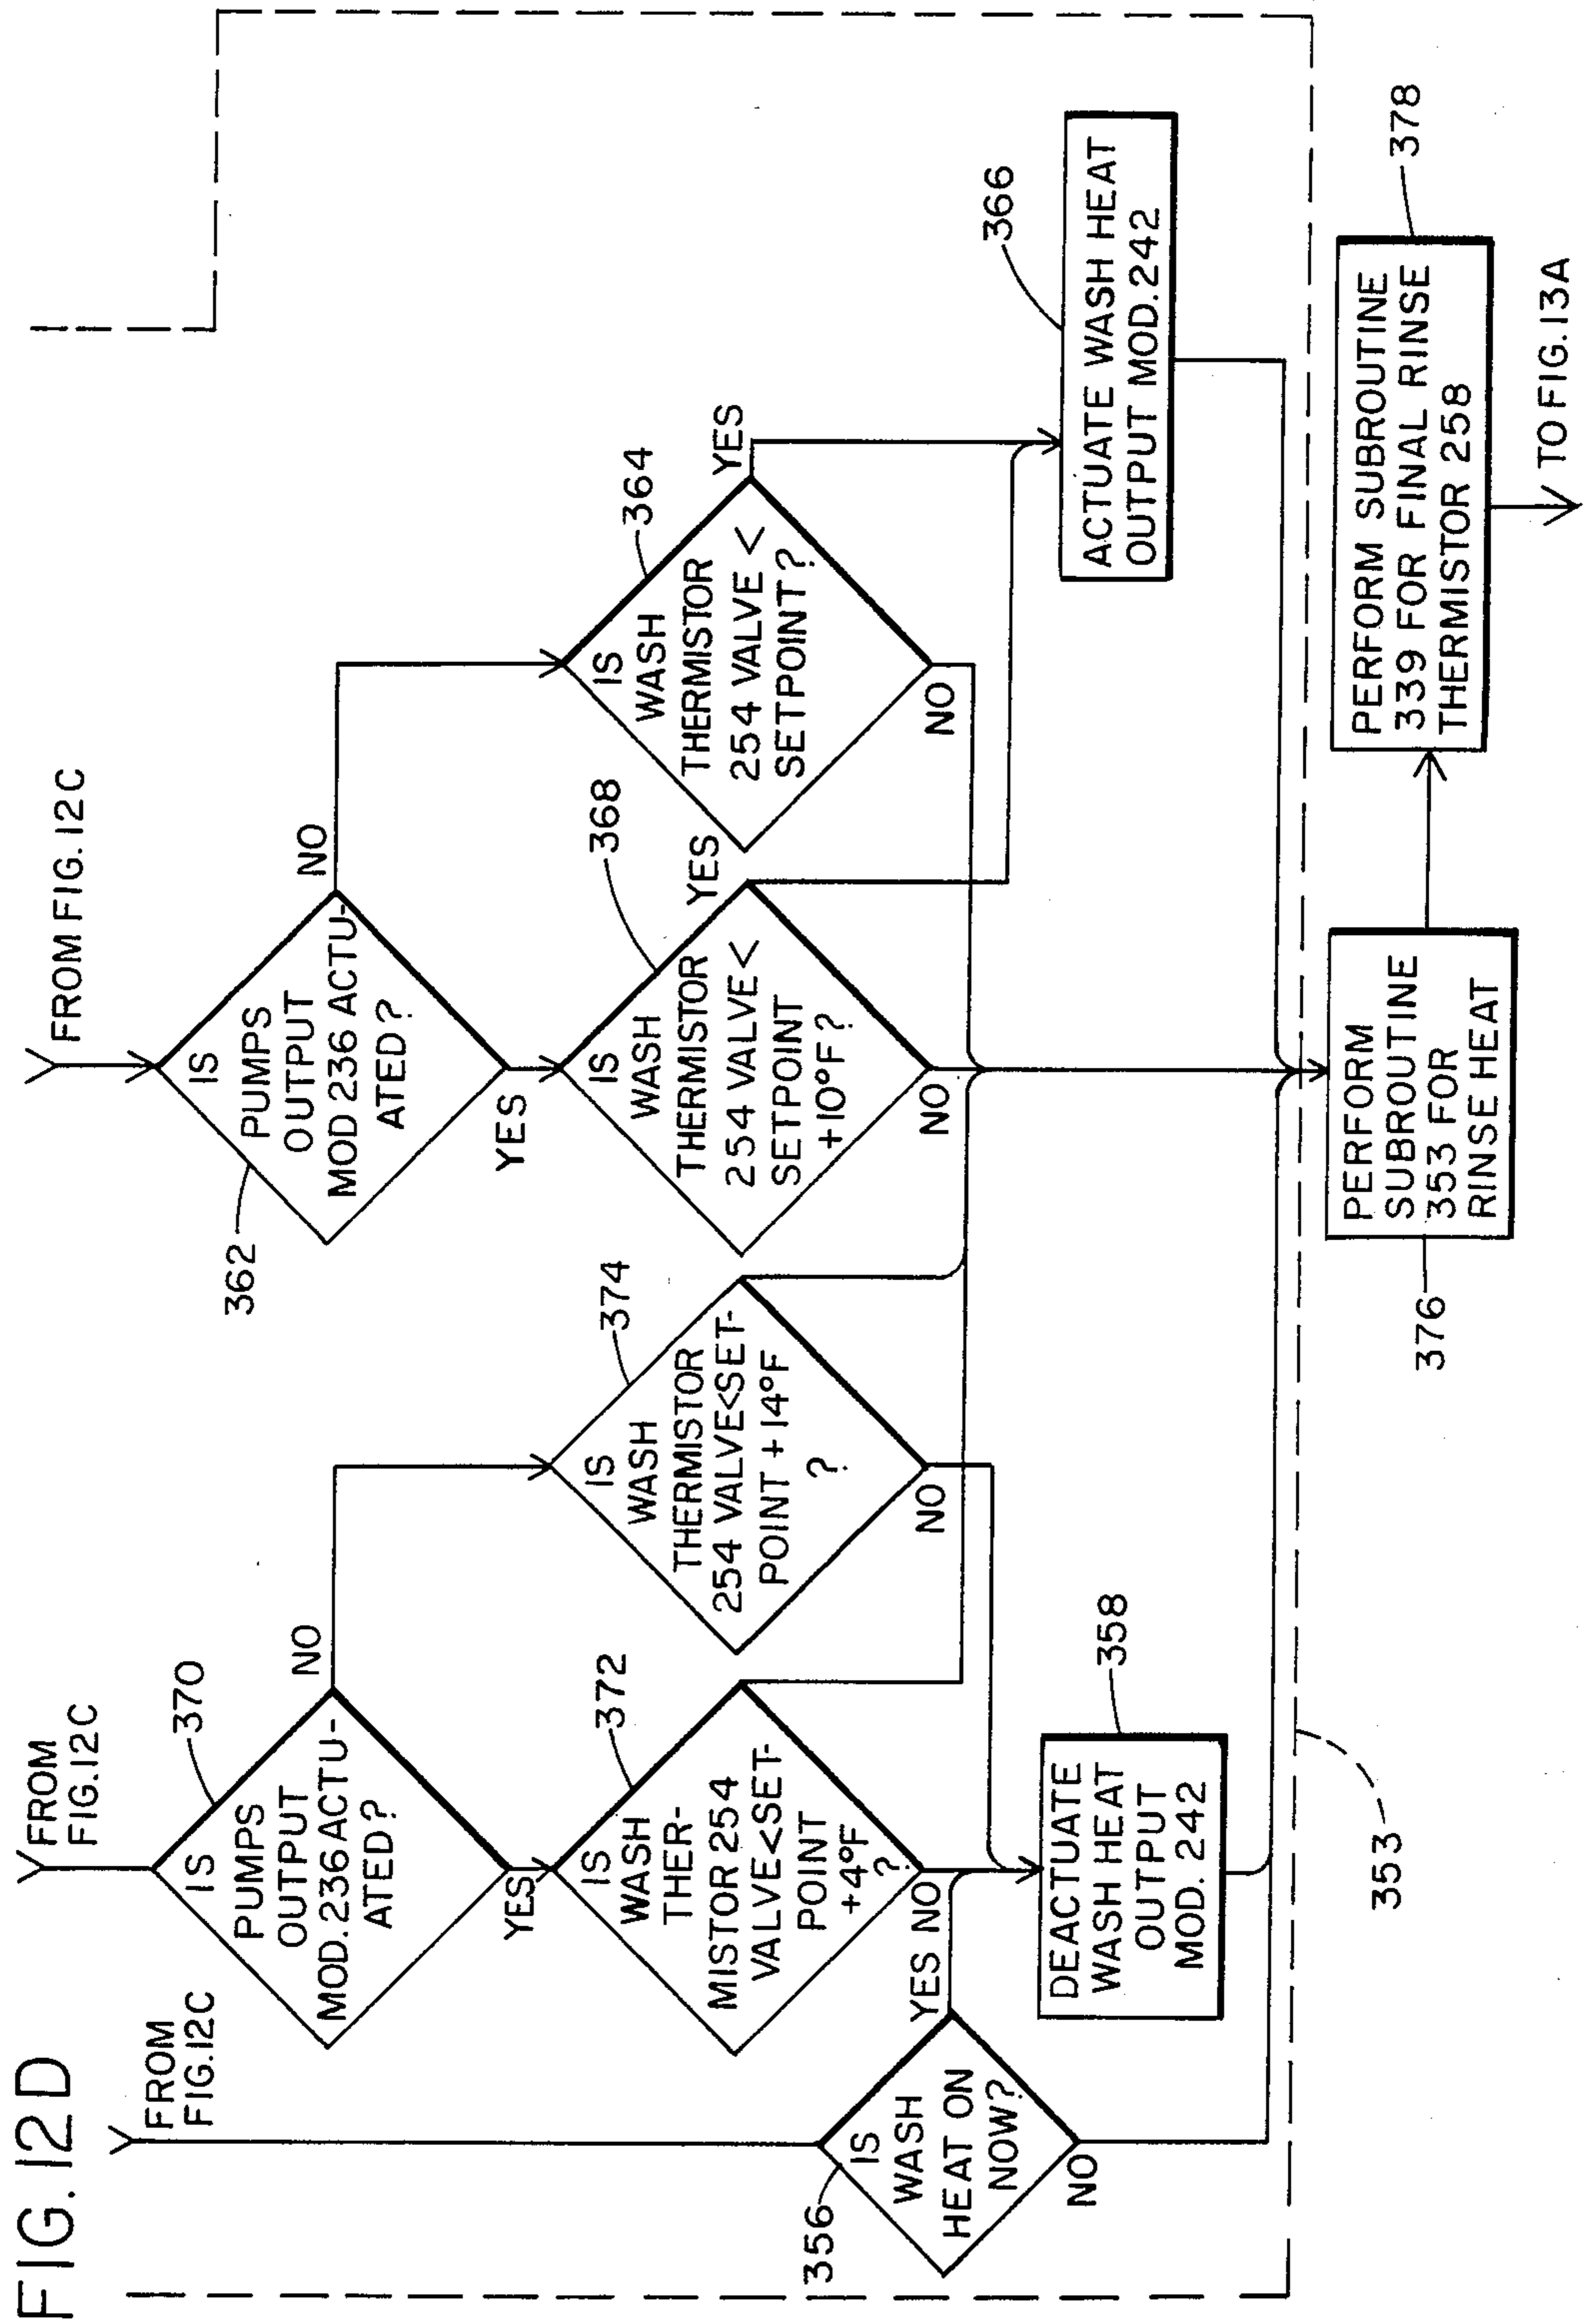 FIG.12D
FROM
FIG.12C
FROM
FIG.12C
FROM FIG.12C
370
IS
PUMPS
OUTPUT
MOD.236 ACTU-
ATED?
NO
YES
362
IS
PUMPS
OUTPUT
MOD 236 ACTU-
ATED?
NO
YES
372
IS
WASH
THER-
MISTOR 254
VALVE<SET-
POINT
+4°F
?
NO
374
IS
WASH
THERMISTOR
254 VALVE<SET-
POINT +14°F
?
NO
368
IS
WASH
THERMISTOR
254 VALVE<
SETPOINT
+10°F?
YES
NO
364
IS
WASH
THERMISTOR
254 VALVE <
SETPOINT?
YES
NO
356
IS
WASH
HEAT ON
NOW?
YES
NO
358
DEACTUATE
WASH HEAT
OUTPUT
MOD. 242
366
ACTUATE WASH HEAT
OUTPUT MOD.242
353
376
PERFORM
SUBROUTINE
353 FOR
RINSE HEAT
378
PERFORM SUBROUTINE
339 FOR FINAL RINSE
THERMISTOR 258
TO FIG.13A